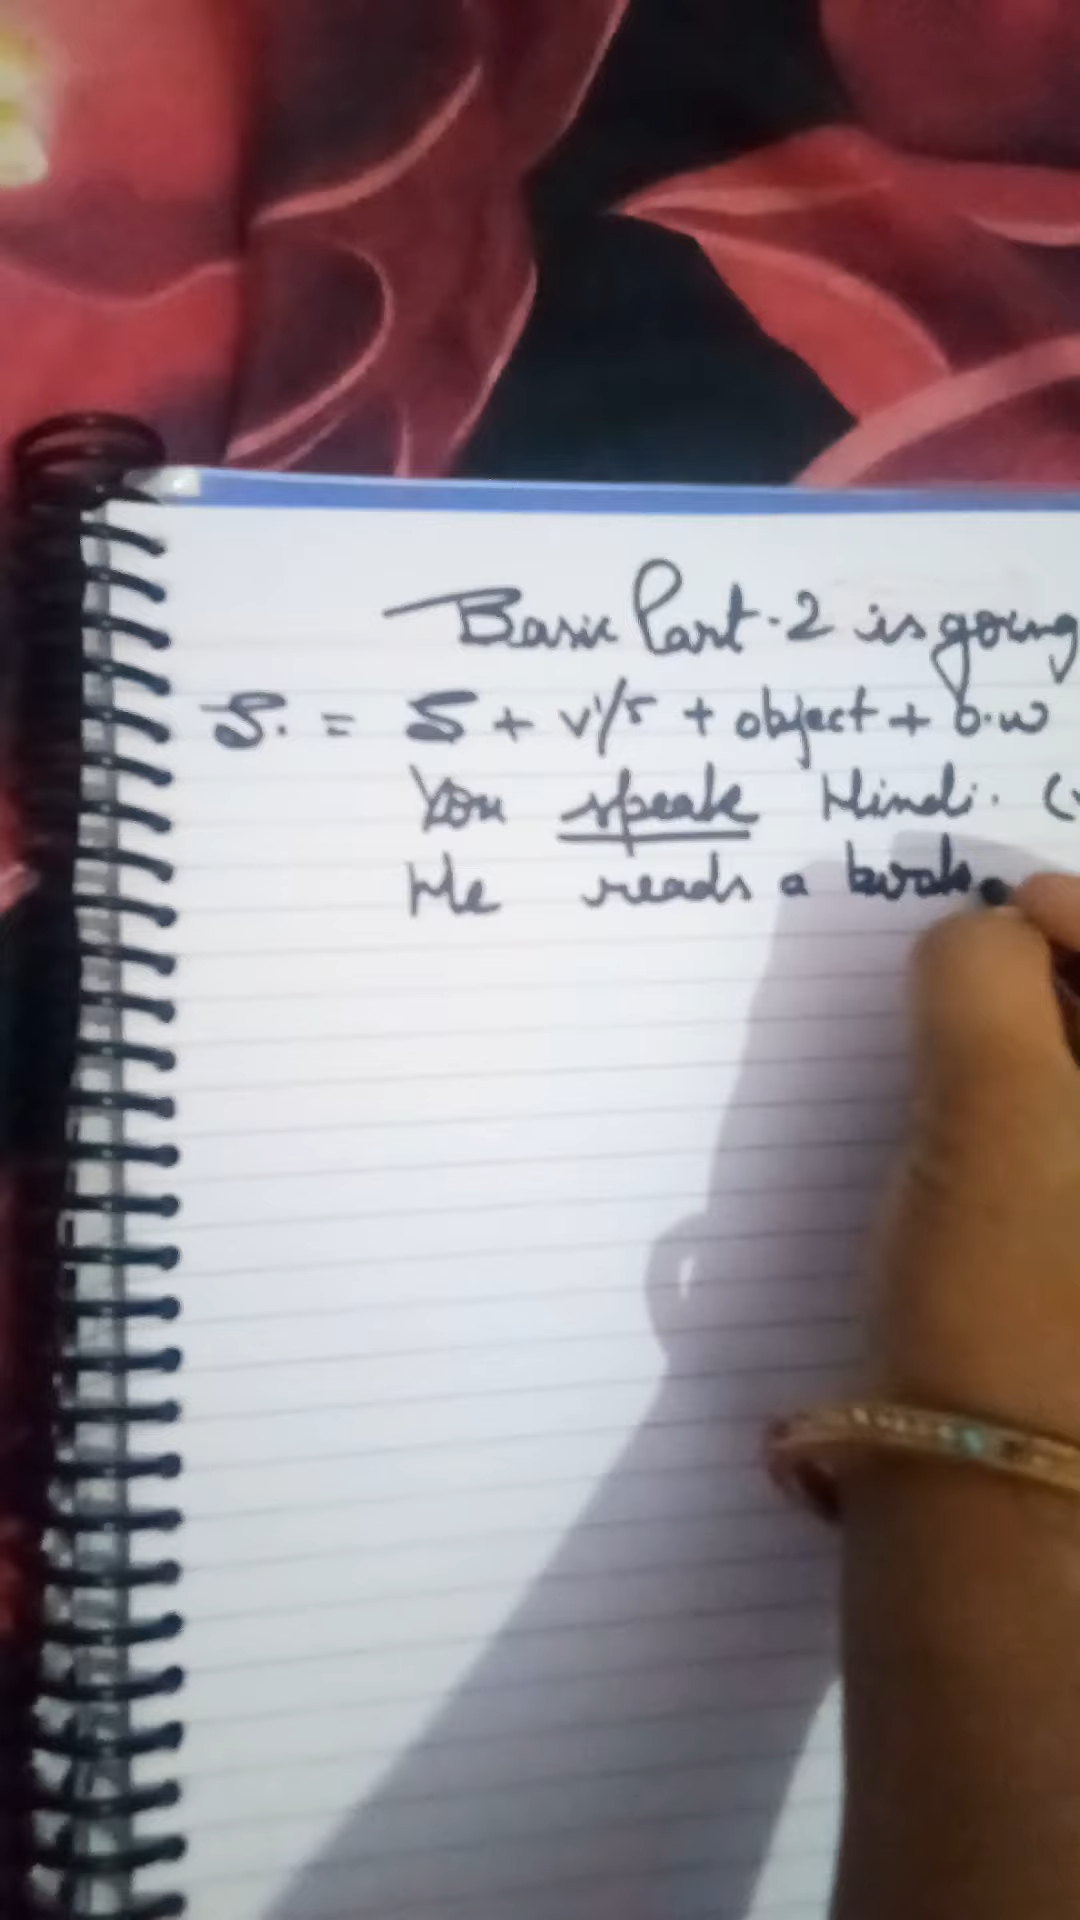 Basic Part-2 is going
S. = S + v¹/s + object + o.w
You speak Hindi. (
He reads a book.